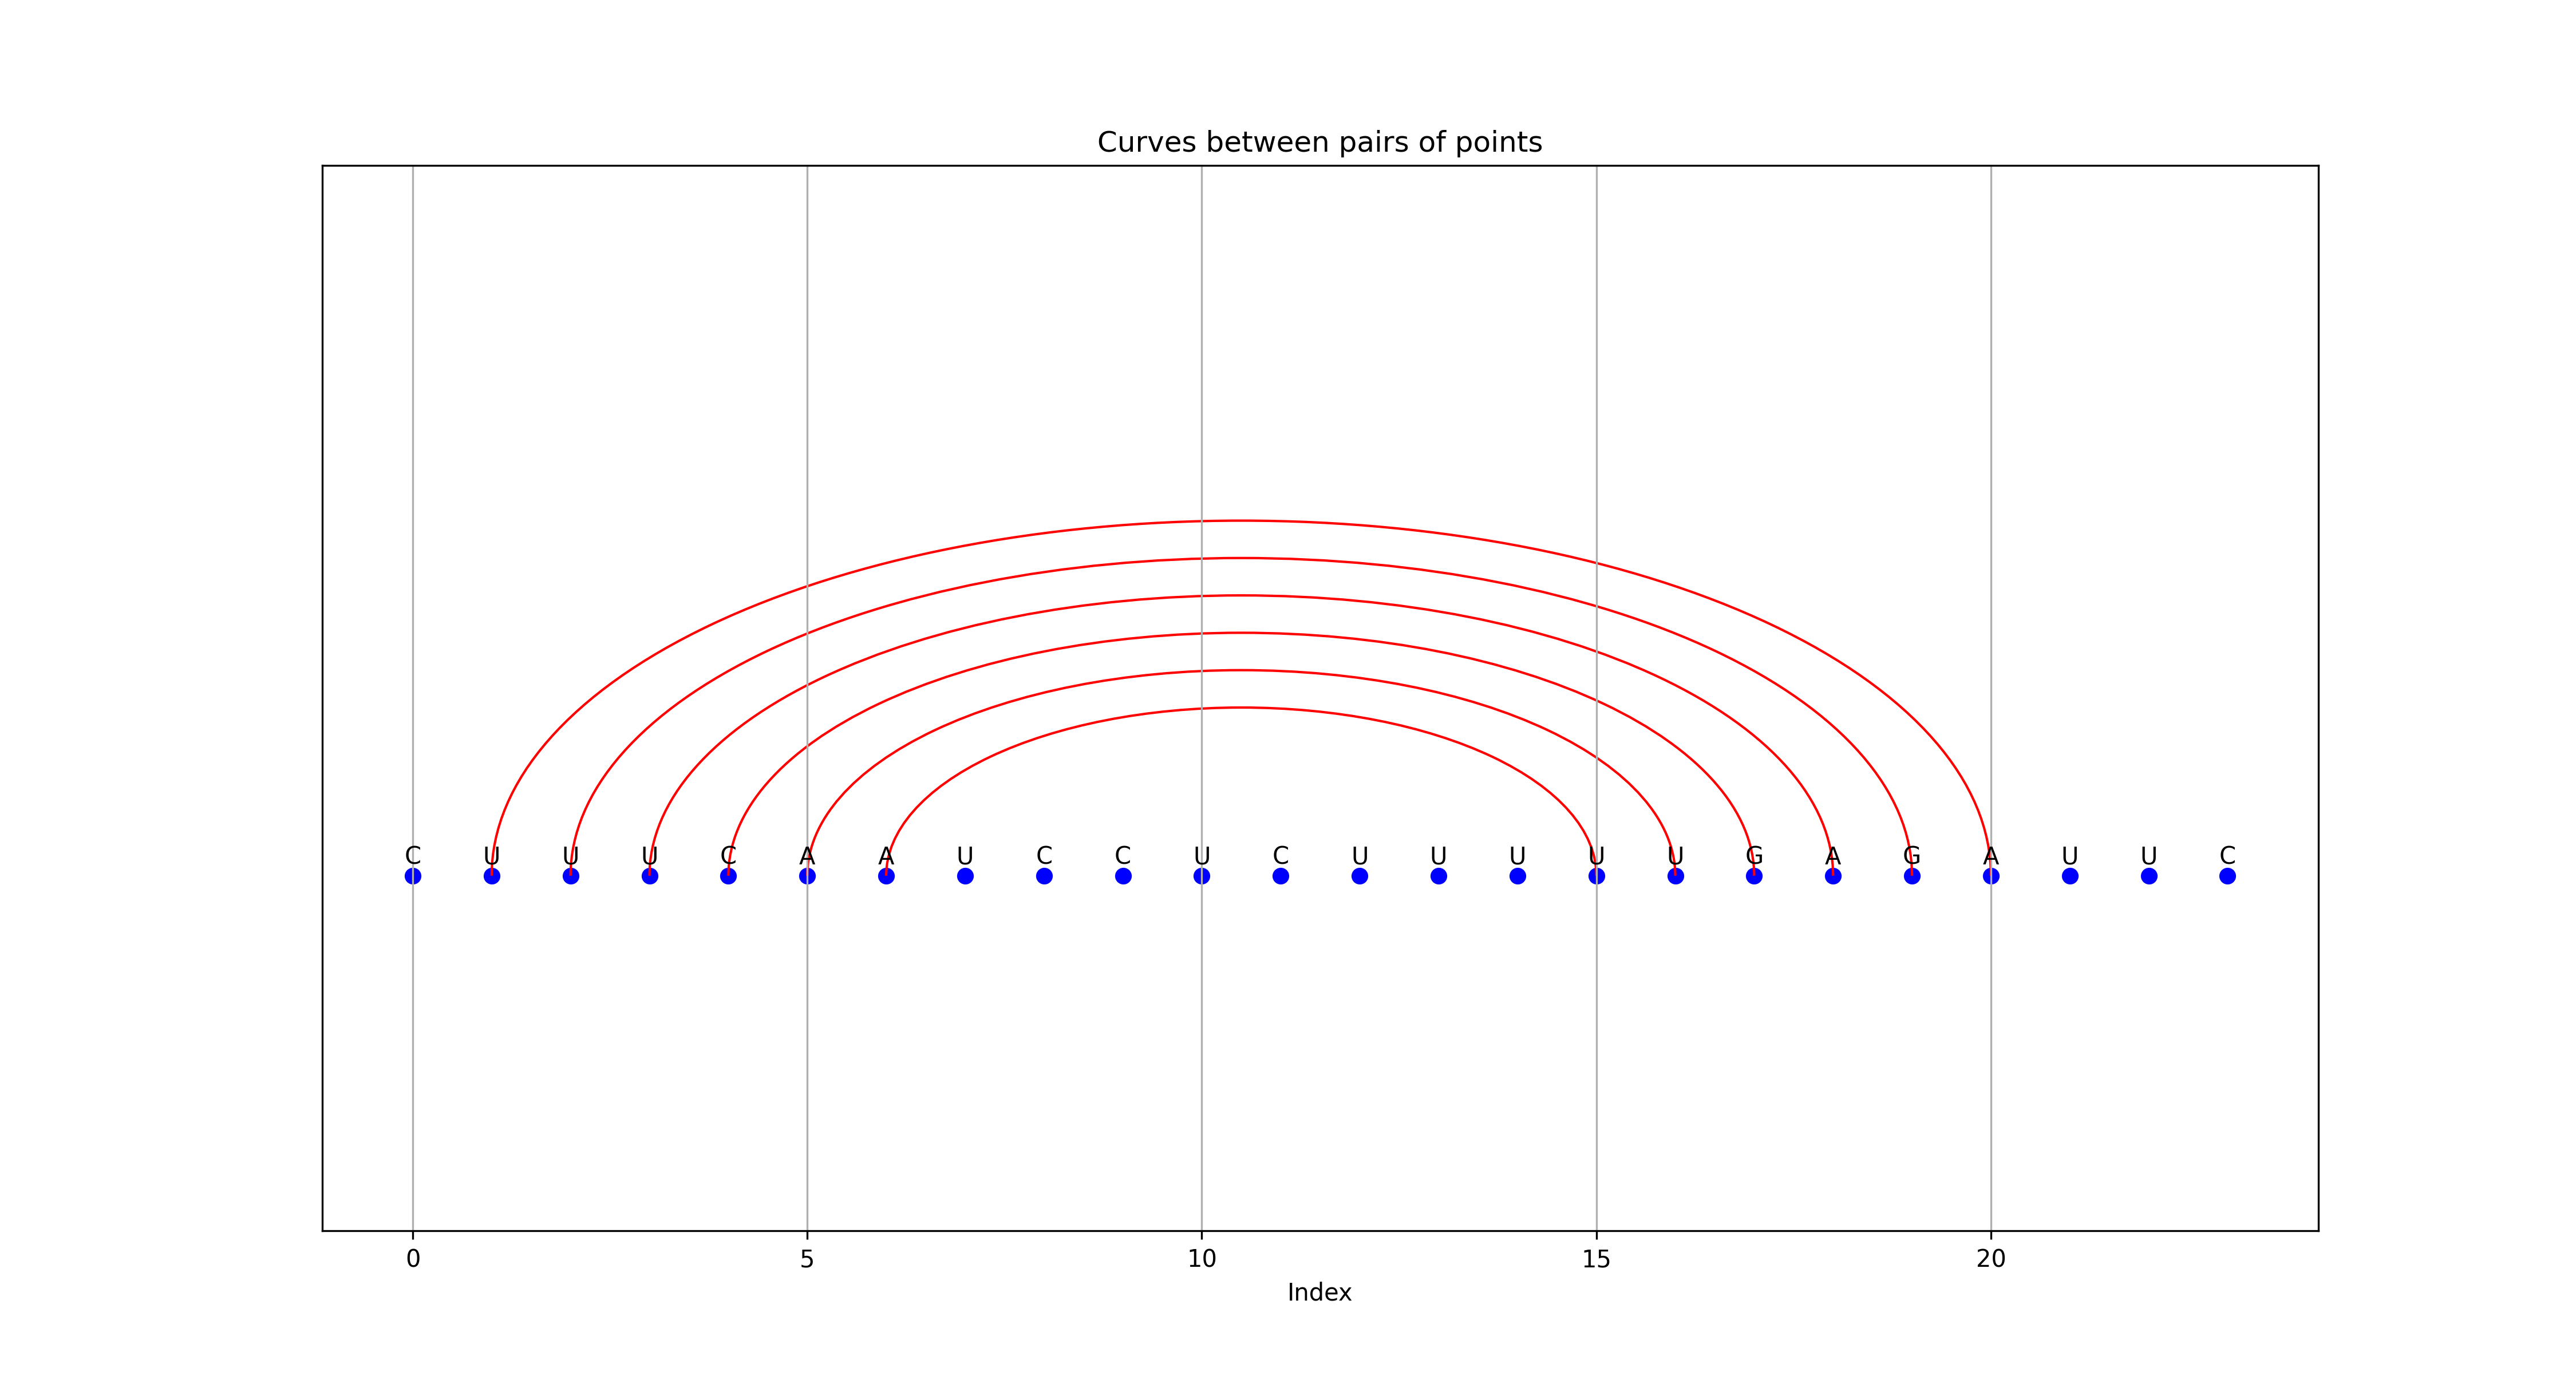 Curves between pairs of points
C U U U C A A U C C U C U U U U U G A G A U U C
0 5 10 15 20
Index